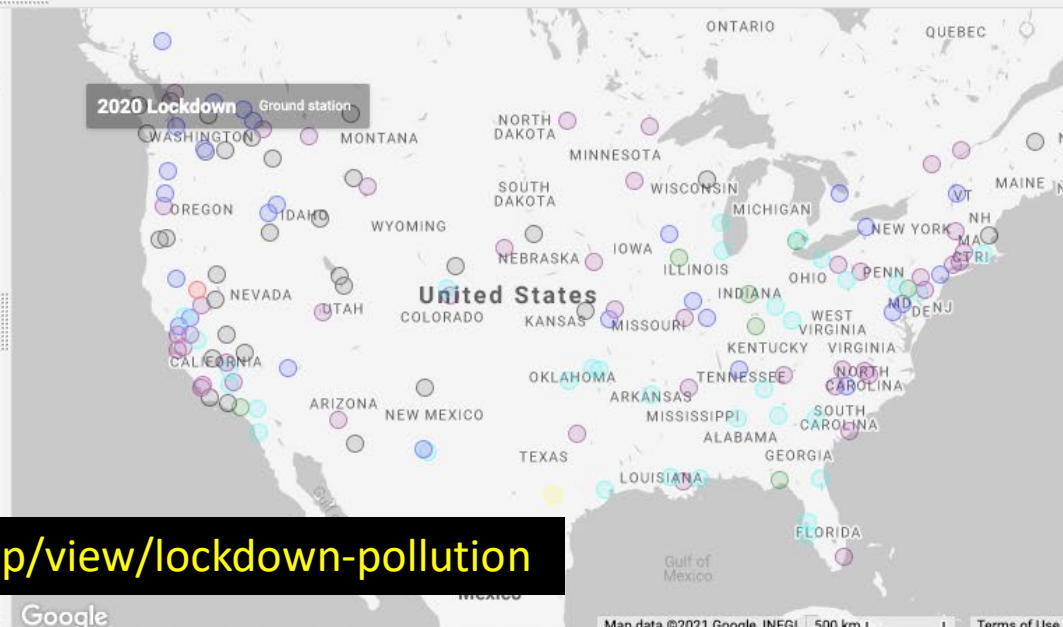 ONTARIO
QUEBEC
2020 Lockdown Ground station
WASHINGTON
MONTANA
NORTH
DAKOTA
MINNESOTA
SOUTH
DAKOTA
WISCONSIN
MICHIGAN
MAINE
VT
NH
OREGON
IDAHO
WYOMING
NEW YORK
MA
CT RI
IOWA
NEBRASKA
ILLINOIS
INDIANA
OHIO
PENN
NEVADA
UTAH
United States
COLORADO
KANSAS
MISSOURI
WEST
VIRGINIA
MD
DE
NJ
KENTUCKY
VIRGINIA
CALIFORNIA
OKLAHOMA
TENNESSEE
NORTH
CAROLINA
ARIZONA
NEW MEXICO
ARKANSAS
MISSISSIPPI
SOUTH
CAROLINA
ALABAMA
TEXAS
GEORGIA
LOUISIANA
FLORIDA
p/view/lockdown-pollution
Gulf of
Mexico
Mexico
Google
Map data ©2021 Google, INEGI
500 km
Terms of Use